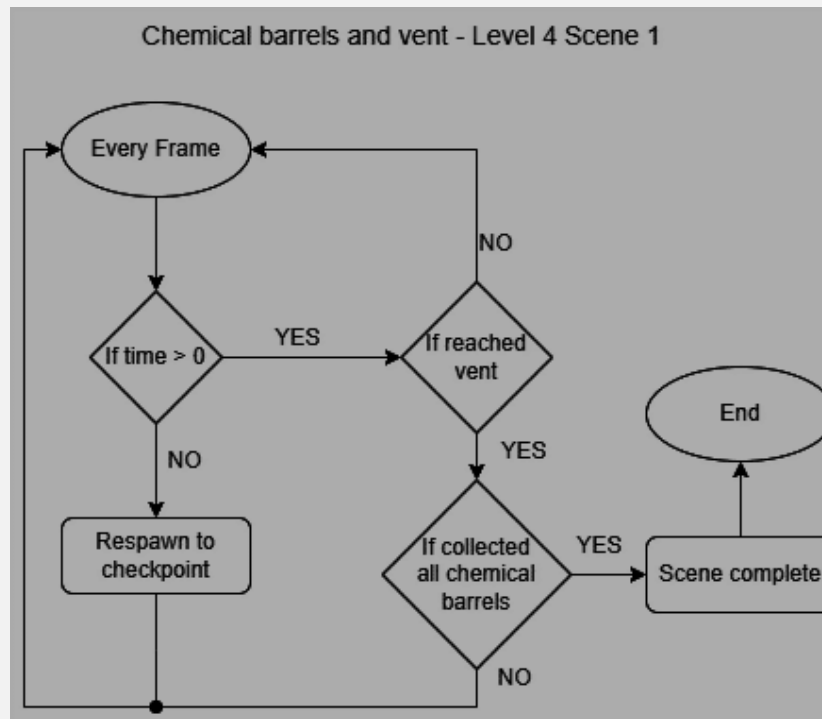 Chemical barrels and vent - Level 4 Scene 1
Every Frame
NO
If time > 0
YES
If reached
vent
End
NO
YES
Respawn to
checkpoint
If collected
all chemical
barrels
YES
Scene complete
NO